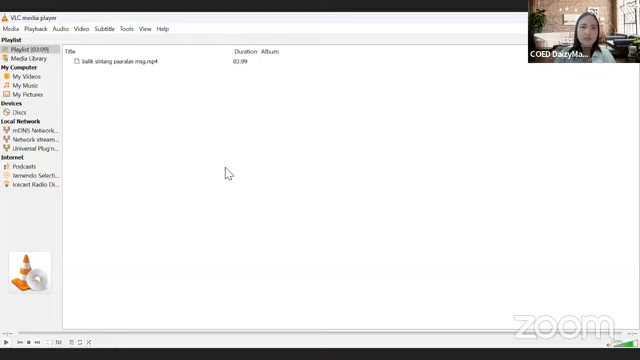 VLC media player
Media Playback Audio Video Subtitle Tools View Help
Playlist
Playlist [03:09]
Media Library
My Computer
My Videos
My Music
My Pictures
Devices
Discs
Local Network
mDNS Network...
Network stream...
Universal Plug'n...
Internet
Podcasts
Jamendo Selecti...
Icecast Radio Di...
Title Duration Album
balik sintang paaralan msg.mp4 03:09
COED DaizyMa...
zoom